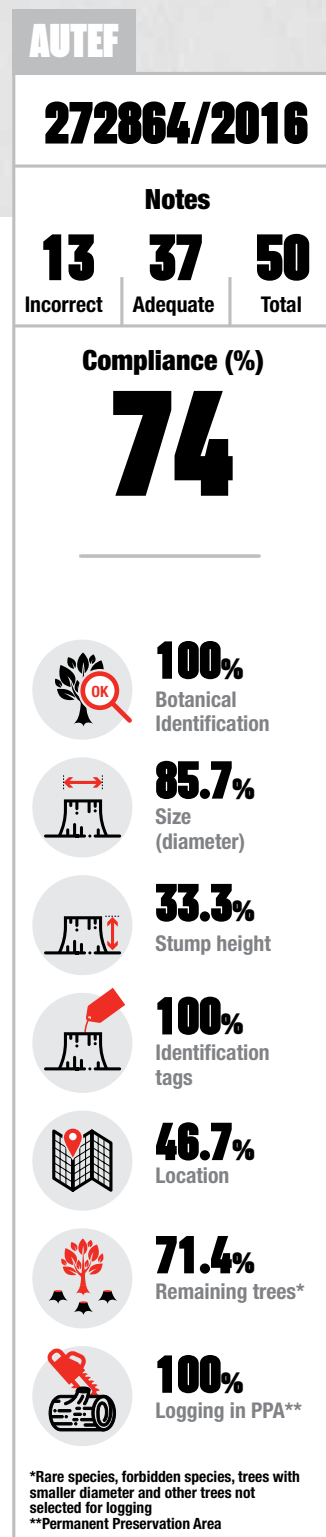 AUTEF
272864/2016
Notes
13 37 50
Incorrect Adequate Total
Compliance (%)
74
OK
100%
Botanical
Identification
85.7%
Size
(diameter)
33.3%
Stump height
100%
Identification
tags
46.7%
Location
71.4%
Remaining trees*
100%
Logging in PPA**
*Rare species, forbidden species, trees with
smaller diameter and other trees not
selected for logging
**Permanent Preservation Area